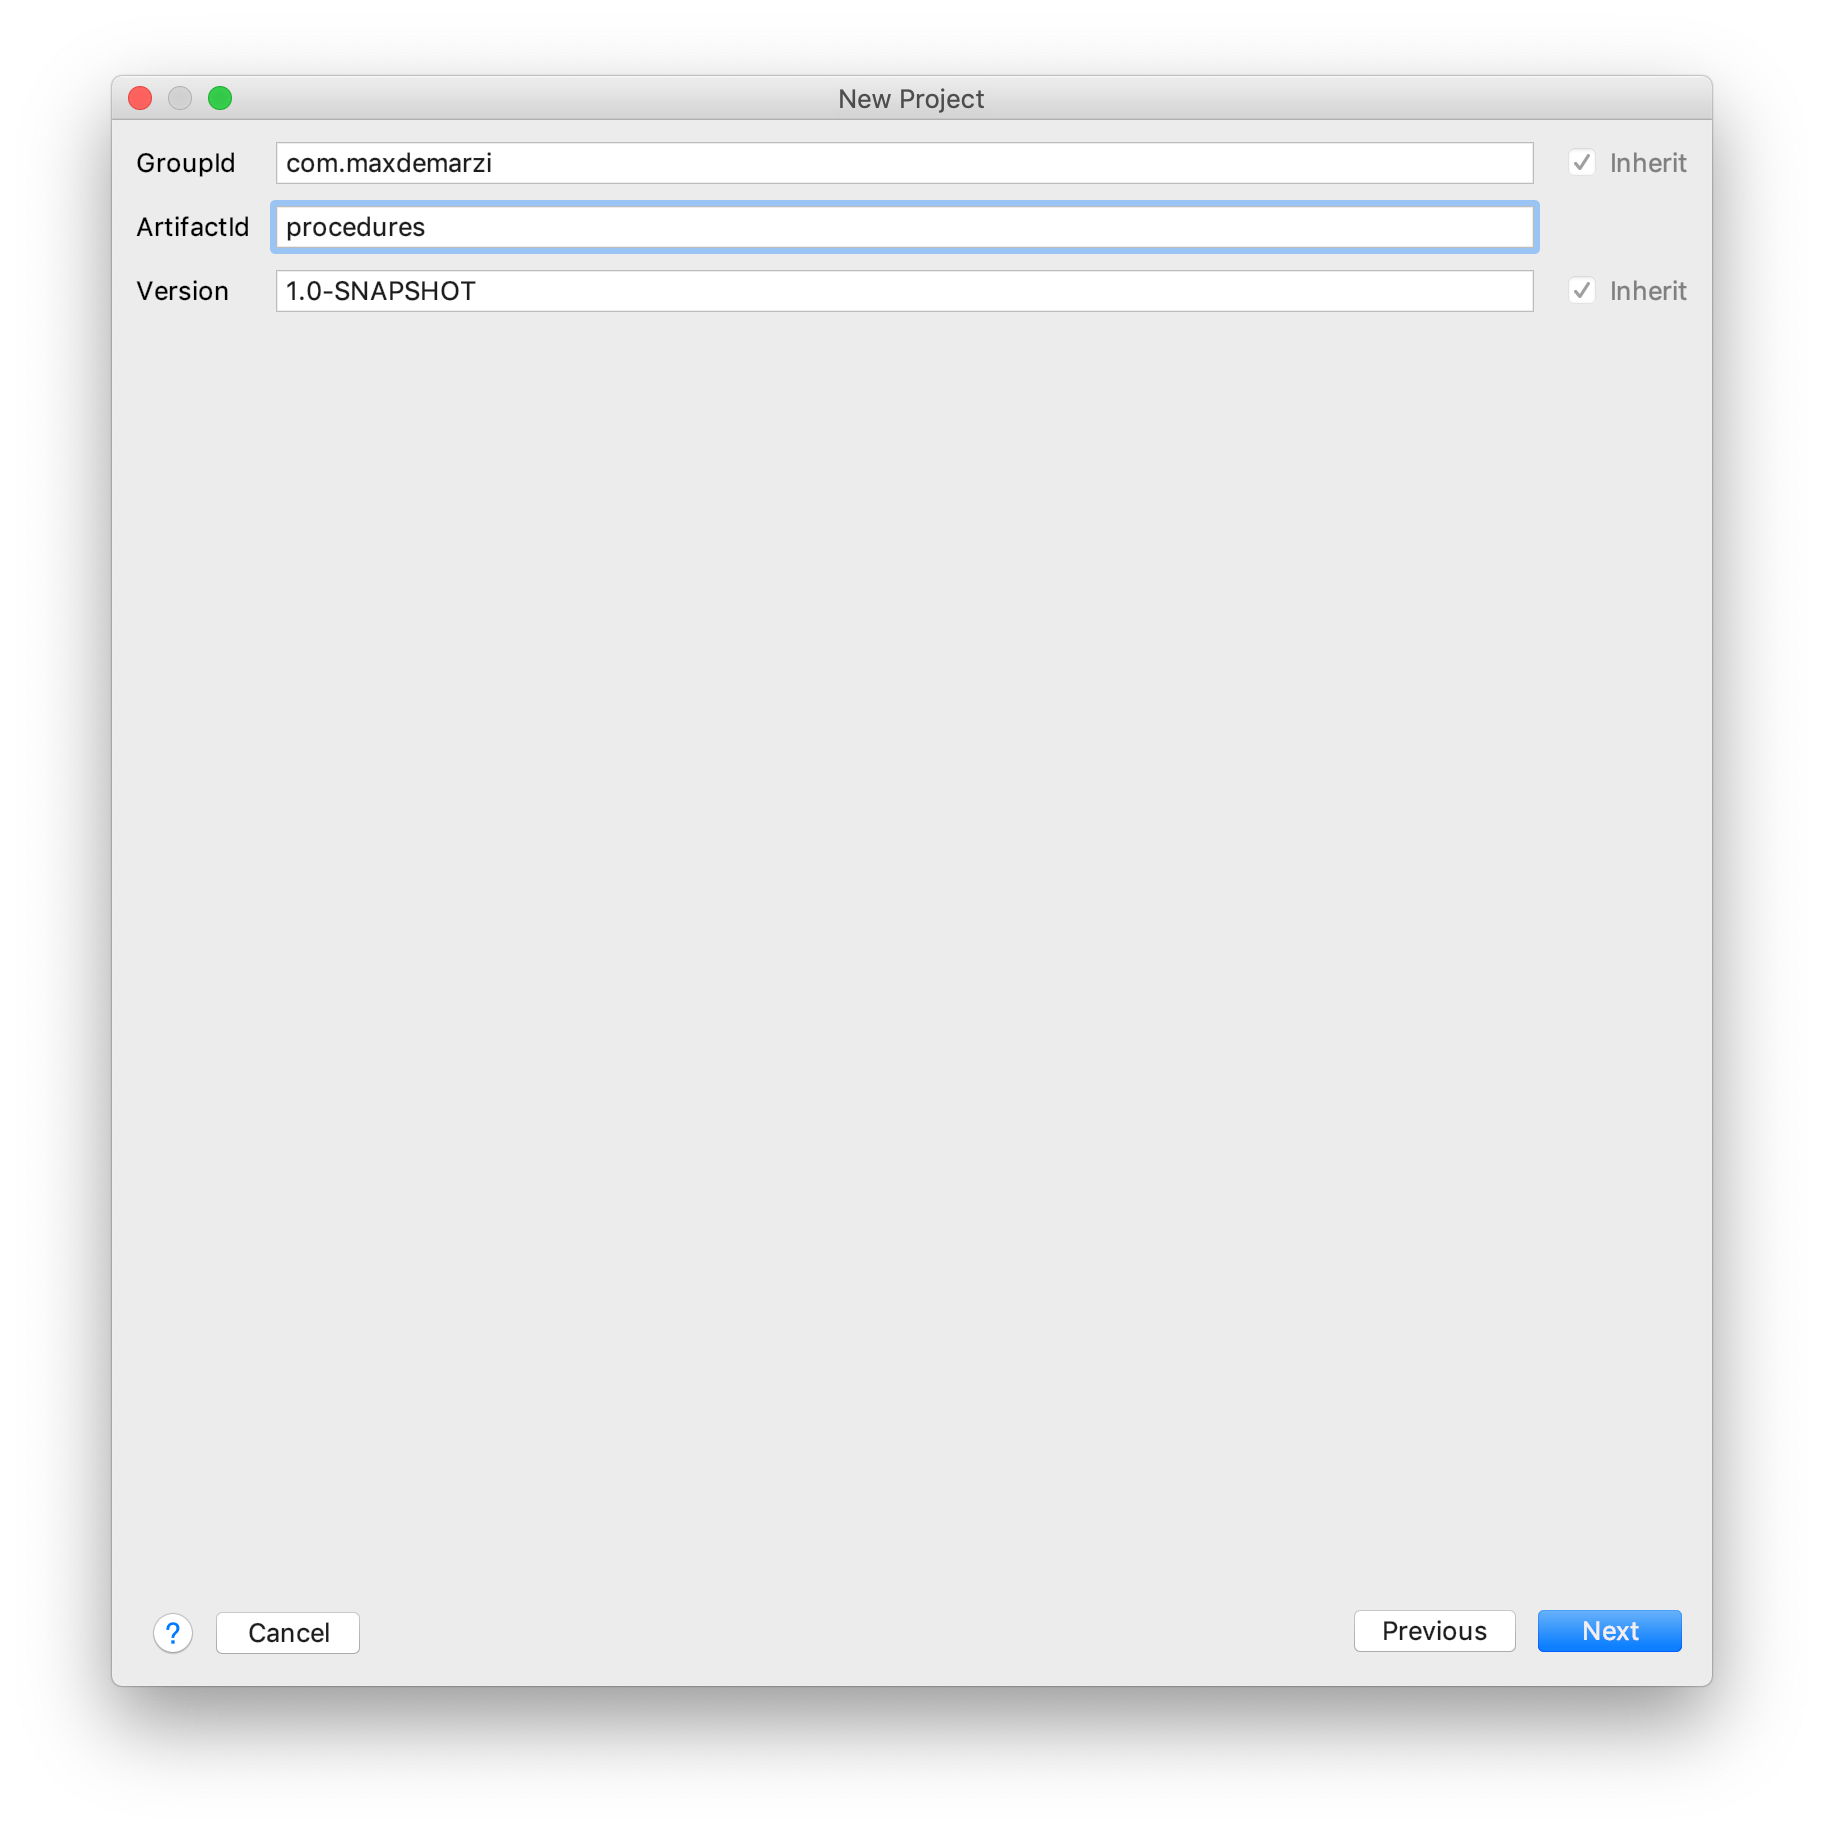 New Project
GroupId com.maxdemarzi Inherit
ArtifactId procedures
Version 1.0-SNAPSHOT Inherit
? Cancel Previous Next